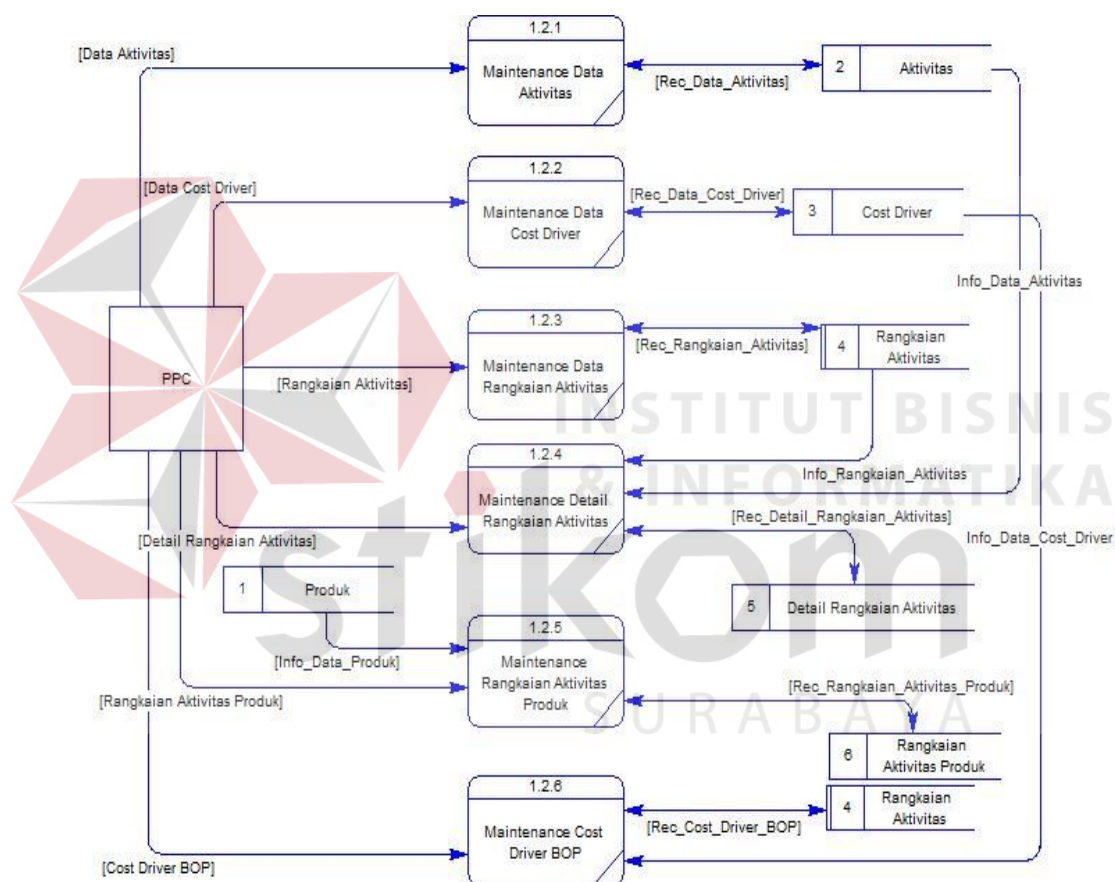 1.2.1
[Data Aktivitas]
Maintenance Data
Aktivitas
[Rec_Data_Aktivitas]
2
Aktivitas
1.2.2
[Data Cost Driver]
Maintenance Data
Cost Driver
[Rec_Data_Cost_Driver]
3
Cost Driver
Info_Data_Aktivitas
PPC
[Rangkaian Aktivitas]
1.2.3
Maintenance Data
Rangkaian Aktivitas
[Rec_Rangkaian_Aktivitas]
4
Rangkaian
Aktivitas
INSTITUT BISNIS
& INFORMATIKA
stikom
SURABAYA
1.2.4
Maintenance Detail
Rangkaian Aktivitas
Info_Rangkaian_Aktivitas
[Rec_Detail_Rangkaian_Aktivitas]
Info_Data_Cost_Driver
[Detail Rangkaian Aktivitas]
1
Produk
5
Detail Rangkaian Aktivitas
1.2.5
Maintenance
Rangkaian Aktivitas
Produk
[Info_Data_Produk]
[Rangkaian Aktivitas Produk]
[Rec_Rangkaian_Aktivitas_Produk]
6
Rangkaian
Aktivitas Produk
4
Rangkaian
Aktivitas
1.2.6
Maintenance Cost
Driver BOP
[Rec_Cost_Driver_BOP]
[Cost Driver BOP]